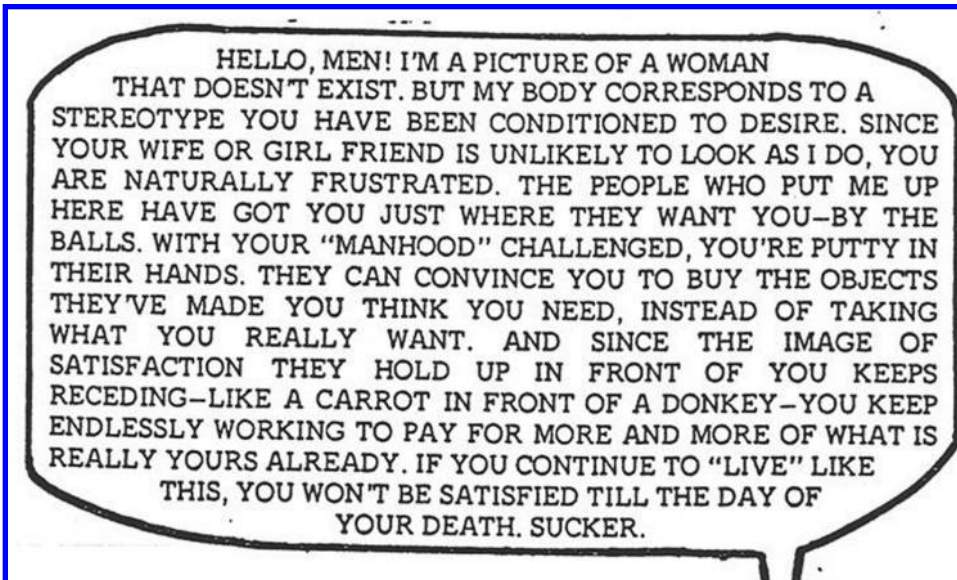 HELLO, MEN! I'M A PICTURE OF A WOMAN
THAT DOESN'T EXIST. BUT MY BODY CORRESPONDS TO A
STEREOTYPE YOU HAVE BEEN CONDITIONED TO DESIRE. SINCE
YOUR WIFE OR GIRL FRIEND IS UNLIKELY TO LOOK AS I DO, YOU
ARE NATURALLY FRUSTRATED. THE PEOPLE WHO PUT ME UP
HERE HAVE GOT YOU JUST WHERE THEY WANT YOU—BY THE
BALLS. WITH YOUR “MANHOOD” CHALLENGED, YOU'RE PUTTY IN
THEIR HANDS. THEY CAN CONVINCE YOU TO BUY THE OBJECTS
THEY'VE MADE YOU THINK YOU NEED, INSTEAD OF TAKING
WHAT YOU REALLY WANT. AND SINCE THE IMAGE OF
SATISFACTION THEY HOLD UP IN FRONT OF YOU KEEPS
RECEDING—LIKE A CARROT IN FRONT OF A DONKEY—YOU KEEP
ENDLESSLY WORKING TO PAY FOR MORE AND MORE OF WHAT IS
REALLY YOURS ALREADY. IF YOU CONTINUE TO “LIVE” LIKE
THIS, YOU WON'T BE SATISFIED TILL THE DAY OF
YOUR DEATH. SUCKER.